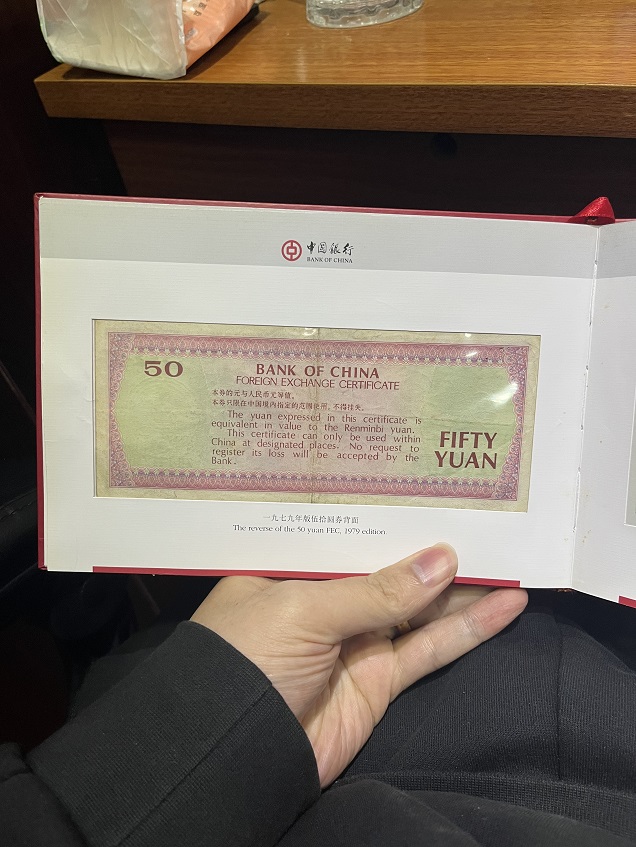 中国银行
BANK OF CHINA
50
BANK OF CHINA
FOREIGN EXCHANGE CERTIFICATE
本券的元与人民币元等值。
本券只限在中国境内指定的范围使用，不得挂失。
The yuan expressed in this certificate is
equivalent in value to the Renminbi yuan.
This certificate can only be used within
China at designated places. No request to
register its loss will be accepted by the
Bank.
FIFTY
YUAN
一九七九年版伍拾圆券背面
The reverse of the 50 yuan FEC, 1979 edition.